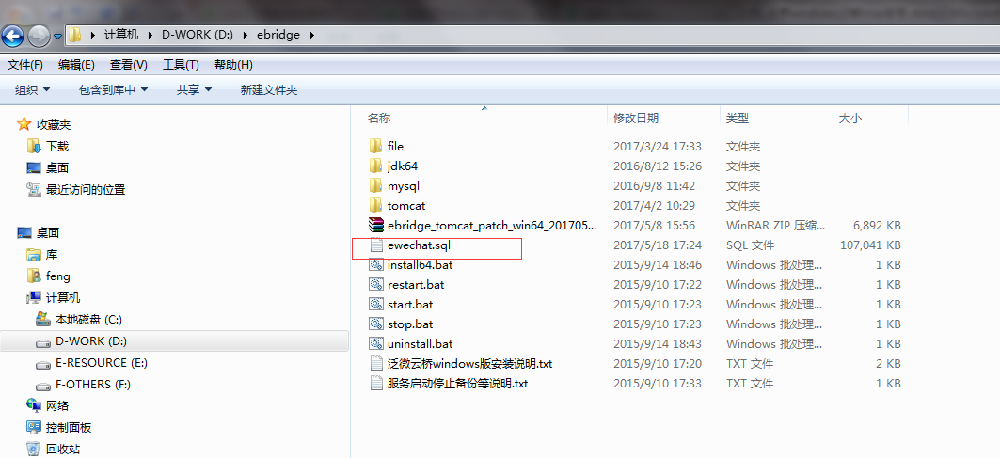 计算机 D-WORK (D:) ebridge
文件(F) 编辑(E) 查看(V) 工具(T) 帮助(H)
组织 包含到库中 共享 新建文件夹
收藏夹
下载
桌面
最近访问的位置
桌面
库
feng
计算机
本地磁盘 (C:)
D-WORK (D:)
E-RESOURCE (E:)
F-OTHERS (F:)
网络
控制面板
回收站
名称 修改日期 类型 大小
file 2017/3/24 17:33 文件夹
jdk64 2016/8/12 15:26 文件夹
mysql 2016/9/8 11:42 文件夹
tomcat 2017/4/2 10:29 文件夹
ebridge_tomcat_patch_win64_201705... 2017/5/8 15:56 WinRAR ZIP 压缩... 6,892 KB
ewechat.sql 2017/5/18 17:24 SQL 文件 107,041 KB
install64.bat 2015/9/14 18:46 Windows 批处理... 1 KB
restart.bat 2015/9/10 17:22 Windows 批处理... 1 KB
start.bat 2015/9/10 17:23 Windows 批处理... 1 KB
stop.bat 2015/9/10 17:23 Windows 批处理... 1 KB
uninstall.bat 2015/9/14 18:43 Windows 批处理... 1 KB
泛微云桥windows版安装说明.txt 2015/9/10 17:20 TXT 文件 2 KB
服务启动停止备份等说明.txt 2015/9/10 17:33 TXT 文件 1 KB